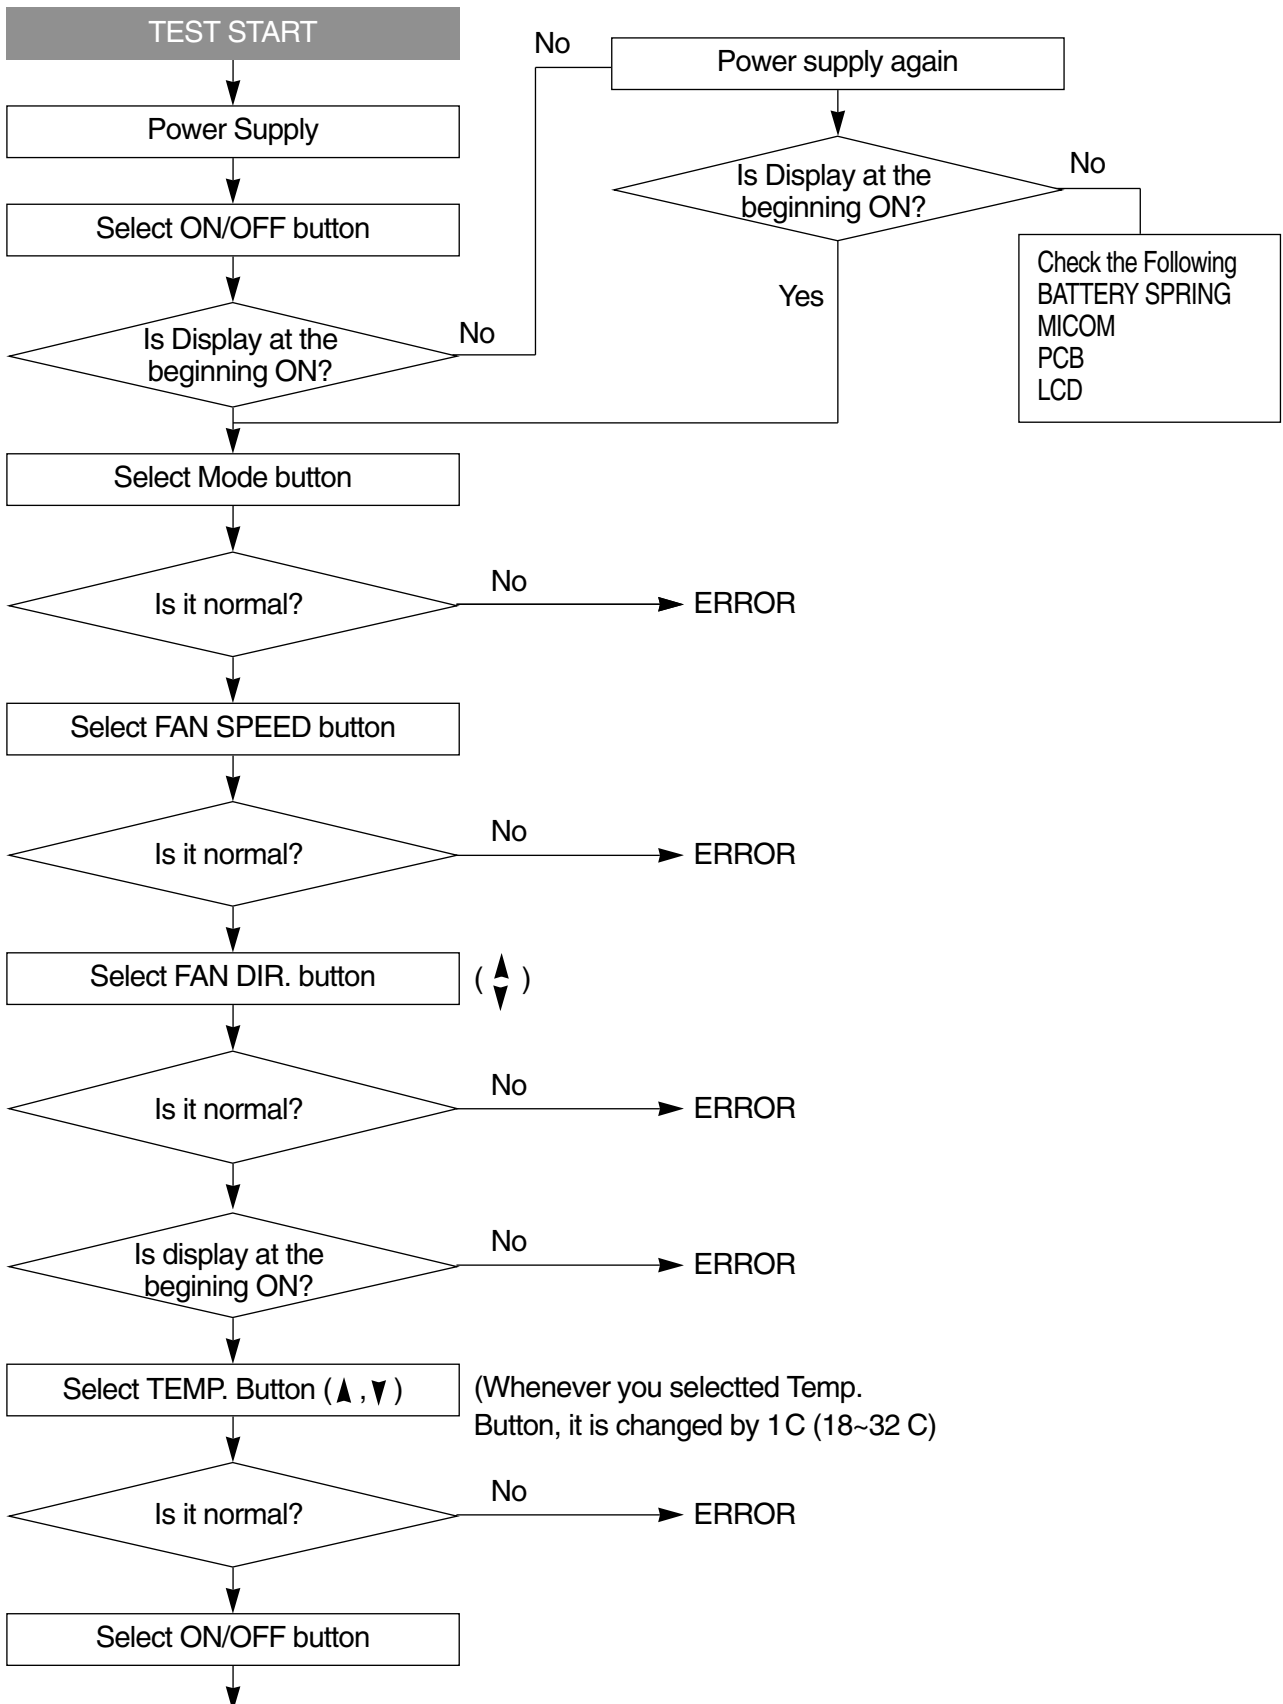 TEST START
No
Power supply again
Power Supply
Is Display at the
beginning ON?
No
Select ON/OFF button
Check the Following
BATTERY SPRING
MICOM
PCB
LCD
Yes
Is Display at the
beginning ON?
No
Select Mode button
Is it normal?
No
ERROR
Select FAN SPEED button
Is it normal?
No
ERROR
Select FAN DIR. button
( )
Is it normal?
No
ERROR
Is display at the
begining ON?
No
ERROR
Select TEMP. Button (▲,▼)
(Whenever you selectted Temp.
Button, it is changed by 1C (18~32 C)
Is it normal?
No
ERROR
Select ON/OFF button